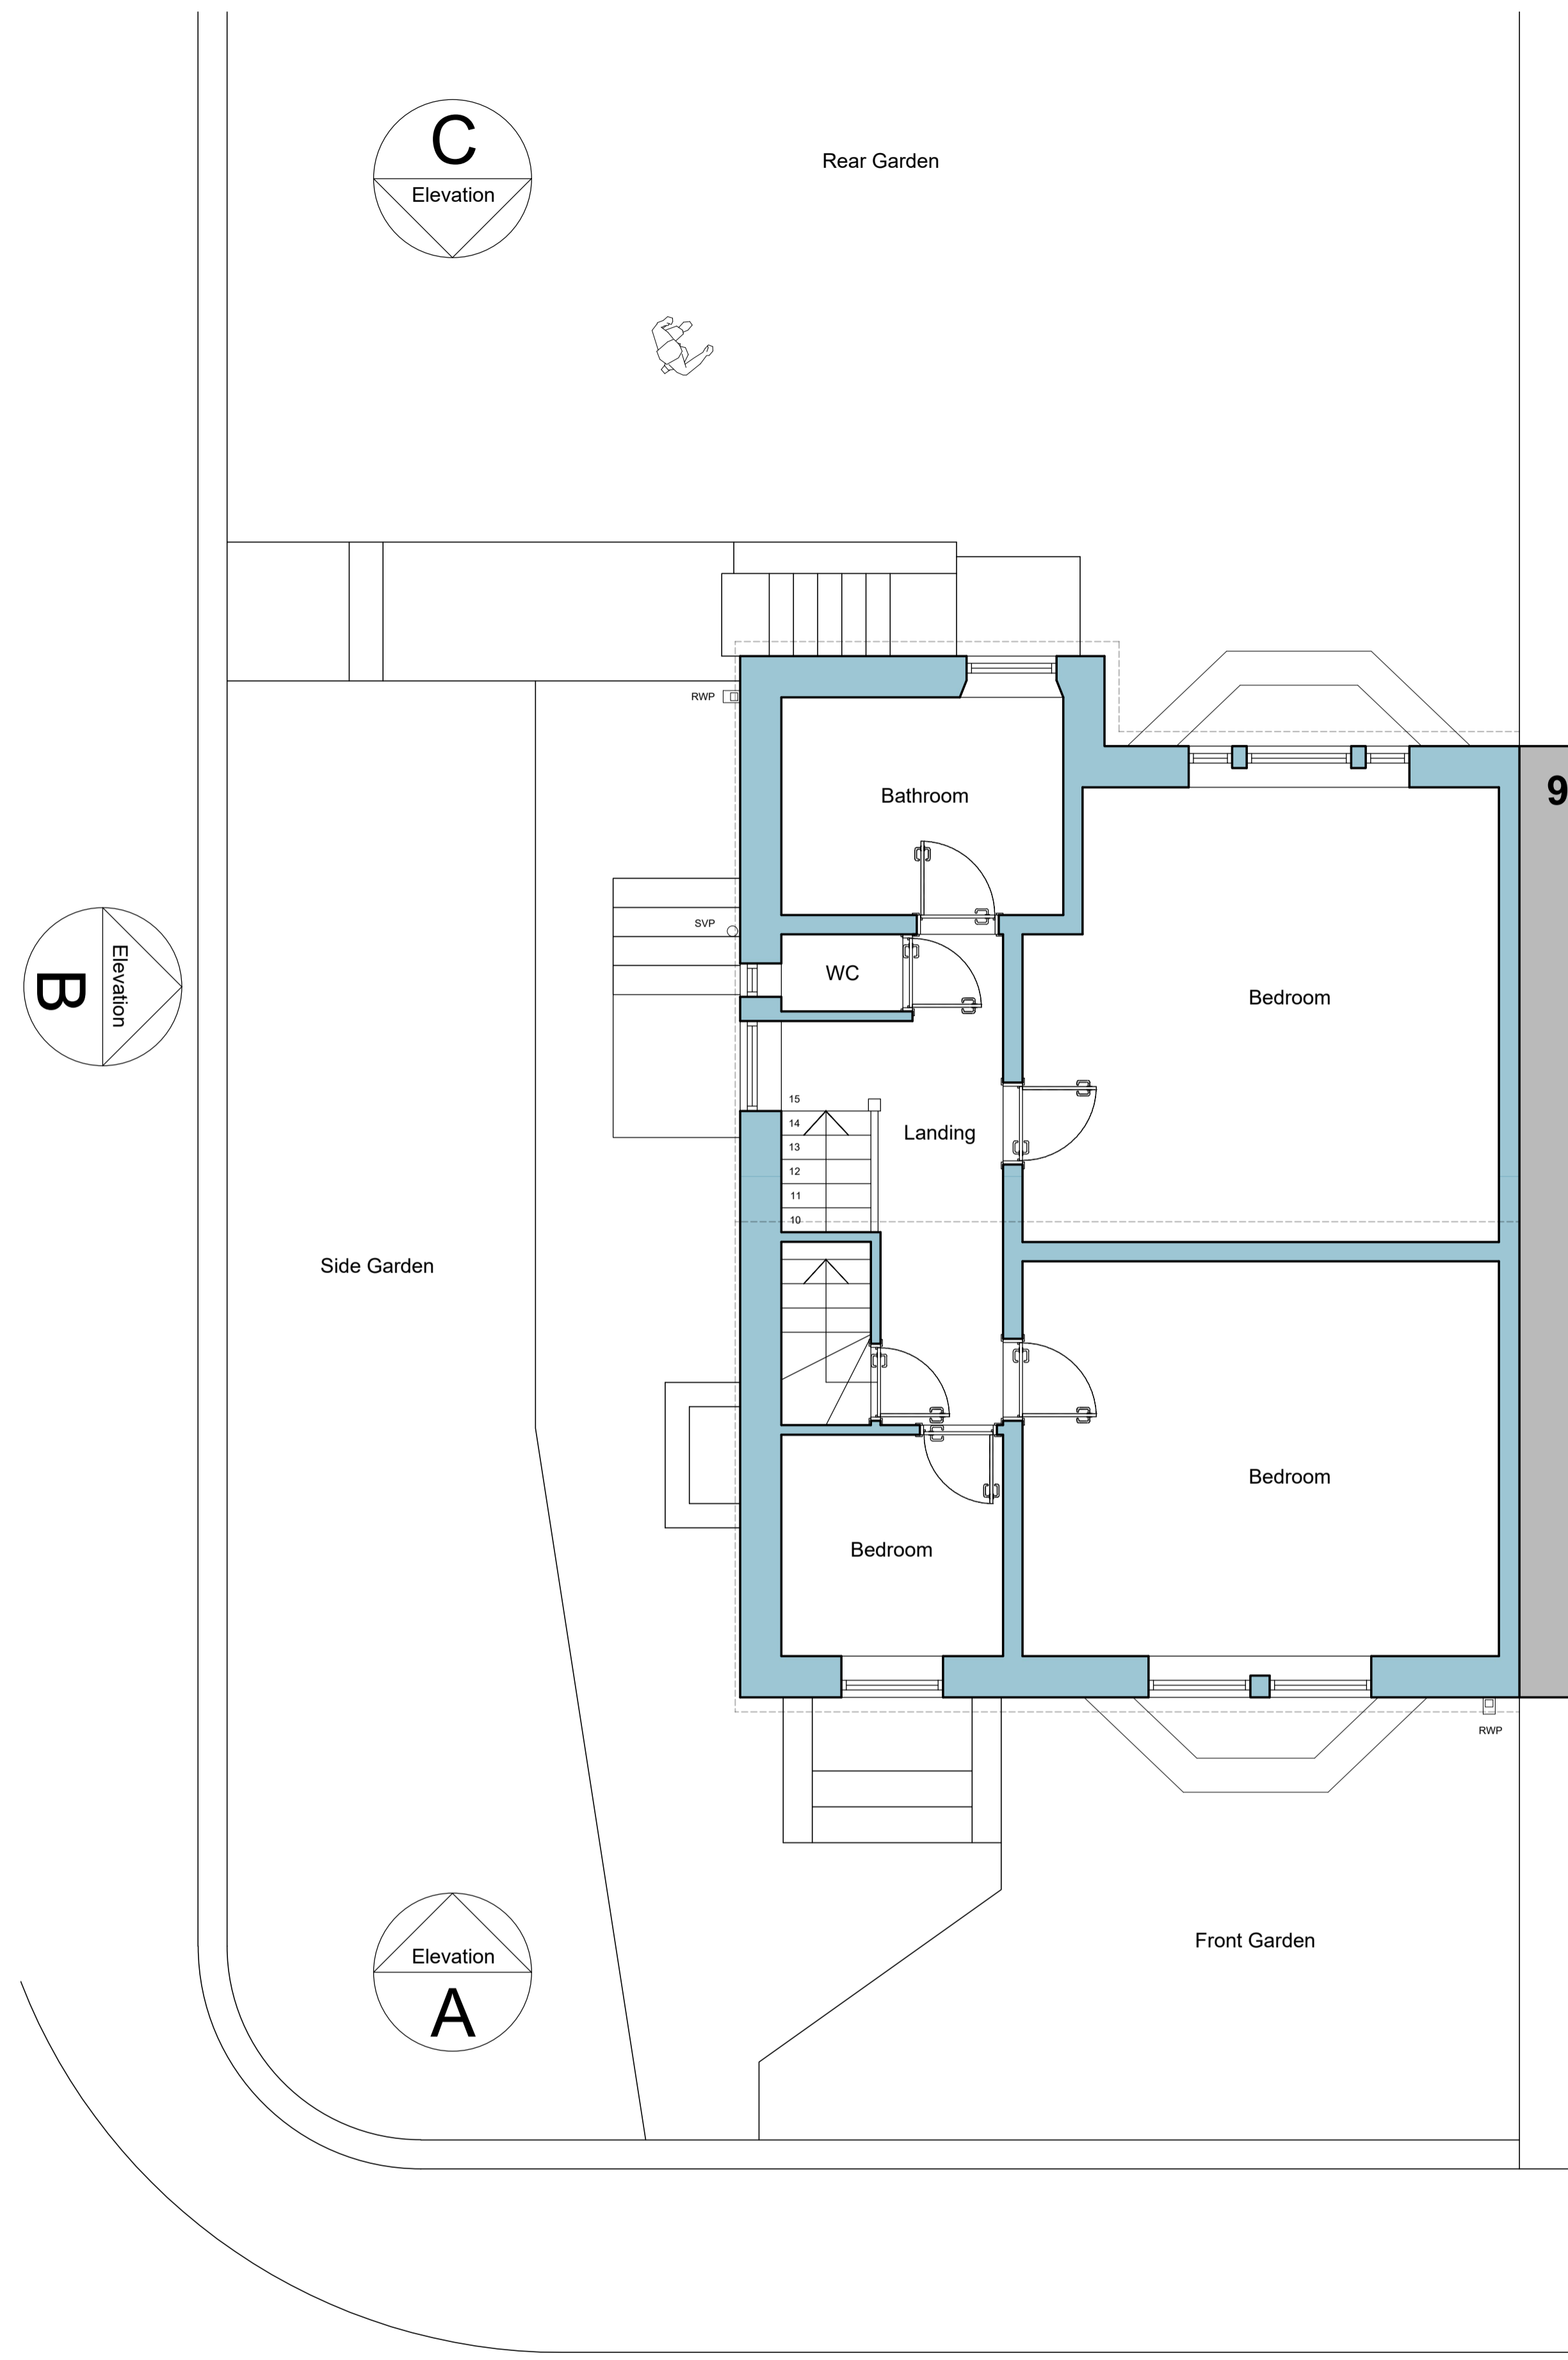 C
Elevation
Rear Garden
RWP
9
Bathroom
SVP
WC
Elevation
B
Bedroom
15
14
13
12
11
10
Landing
Side Garden
Bedroom
Bedroom
RWP
Front Garden
Elevation
A